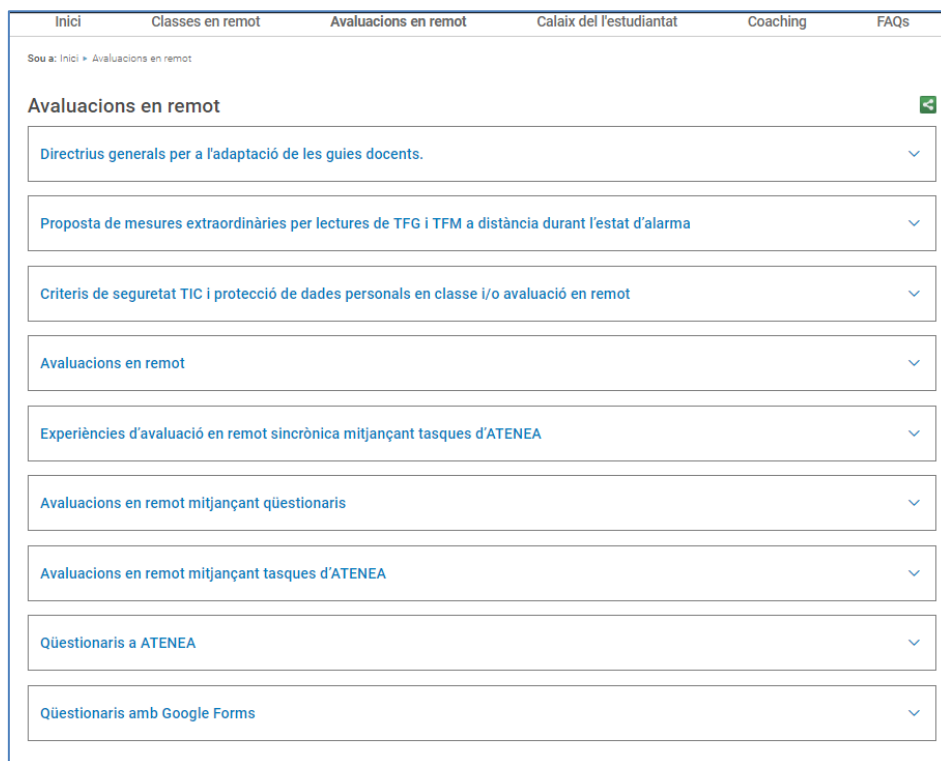 Inici Classes en remot Avaluacions en remot Calaix del l'estudiantat Coaching FAQs
Sou a: Inici ▸ Avaluacions en remot
Avaluacions en remot
Directrius generals per a l'adaptació de les guies docents.
Proposta de mesures extraordinàries per lectures de TFG i TFM a distància durant l'estat d'alarma
Criteris de seguretat TIC i protecció de dades personals en classe i/o avaluació en remot
Avaluacions en remot
Experiències d'avaluació en remot sincrònica mitjançant tasques d'ATENEA
Avaluacions en remot mitjançant qüestionaris
Avaluacions en remot mitjançant tasques d'ATENEA
Qüestionaris a ATENEA
Qüestionaris amb Google Forms